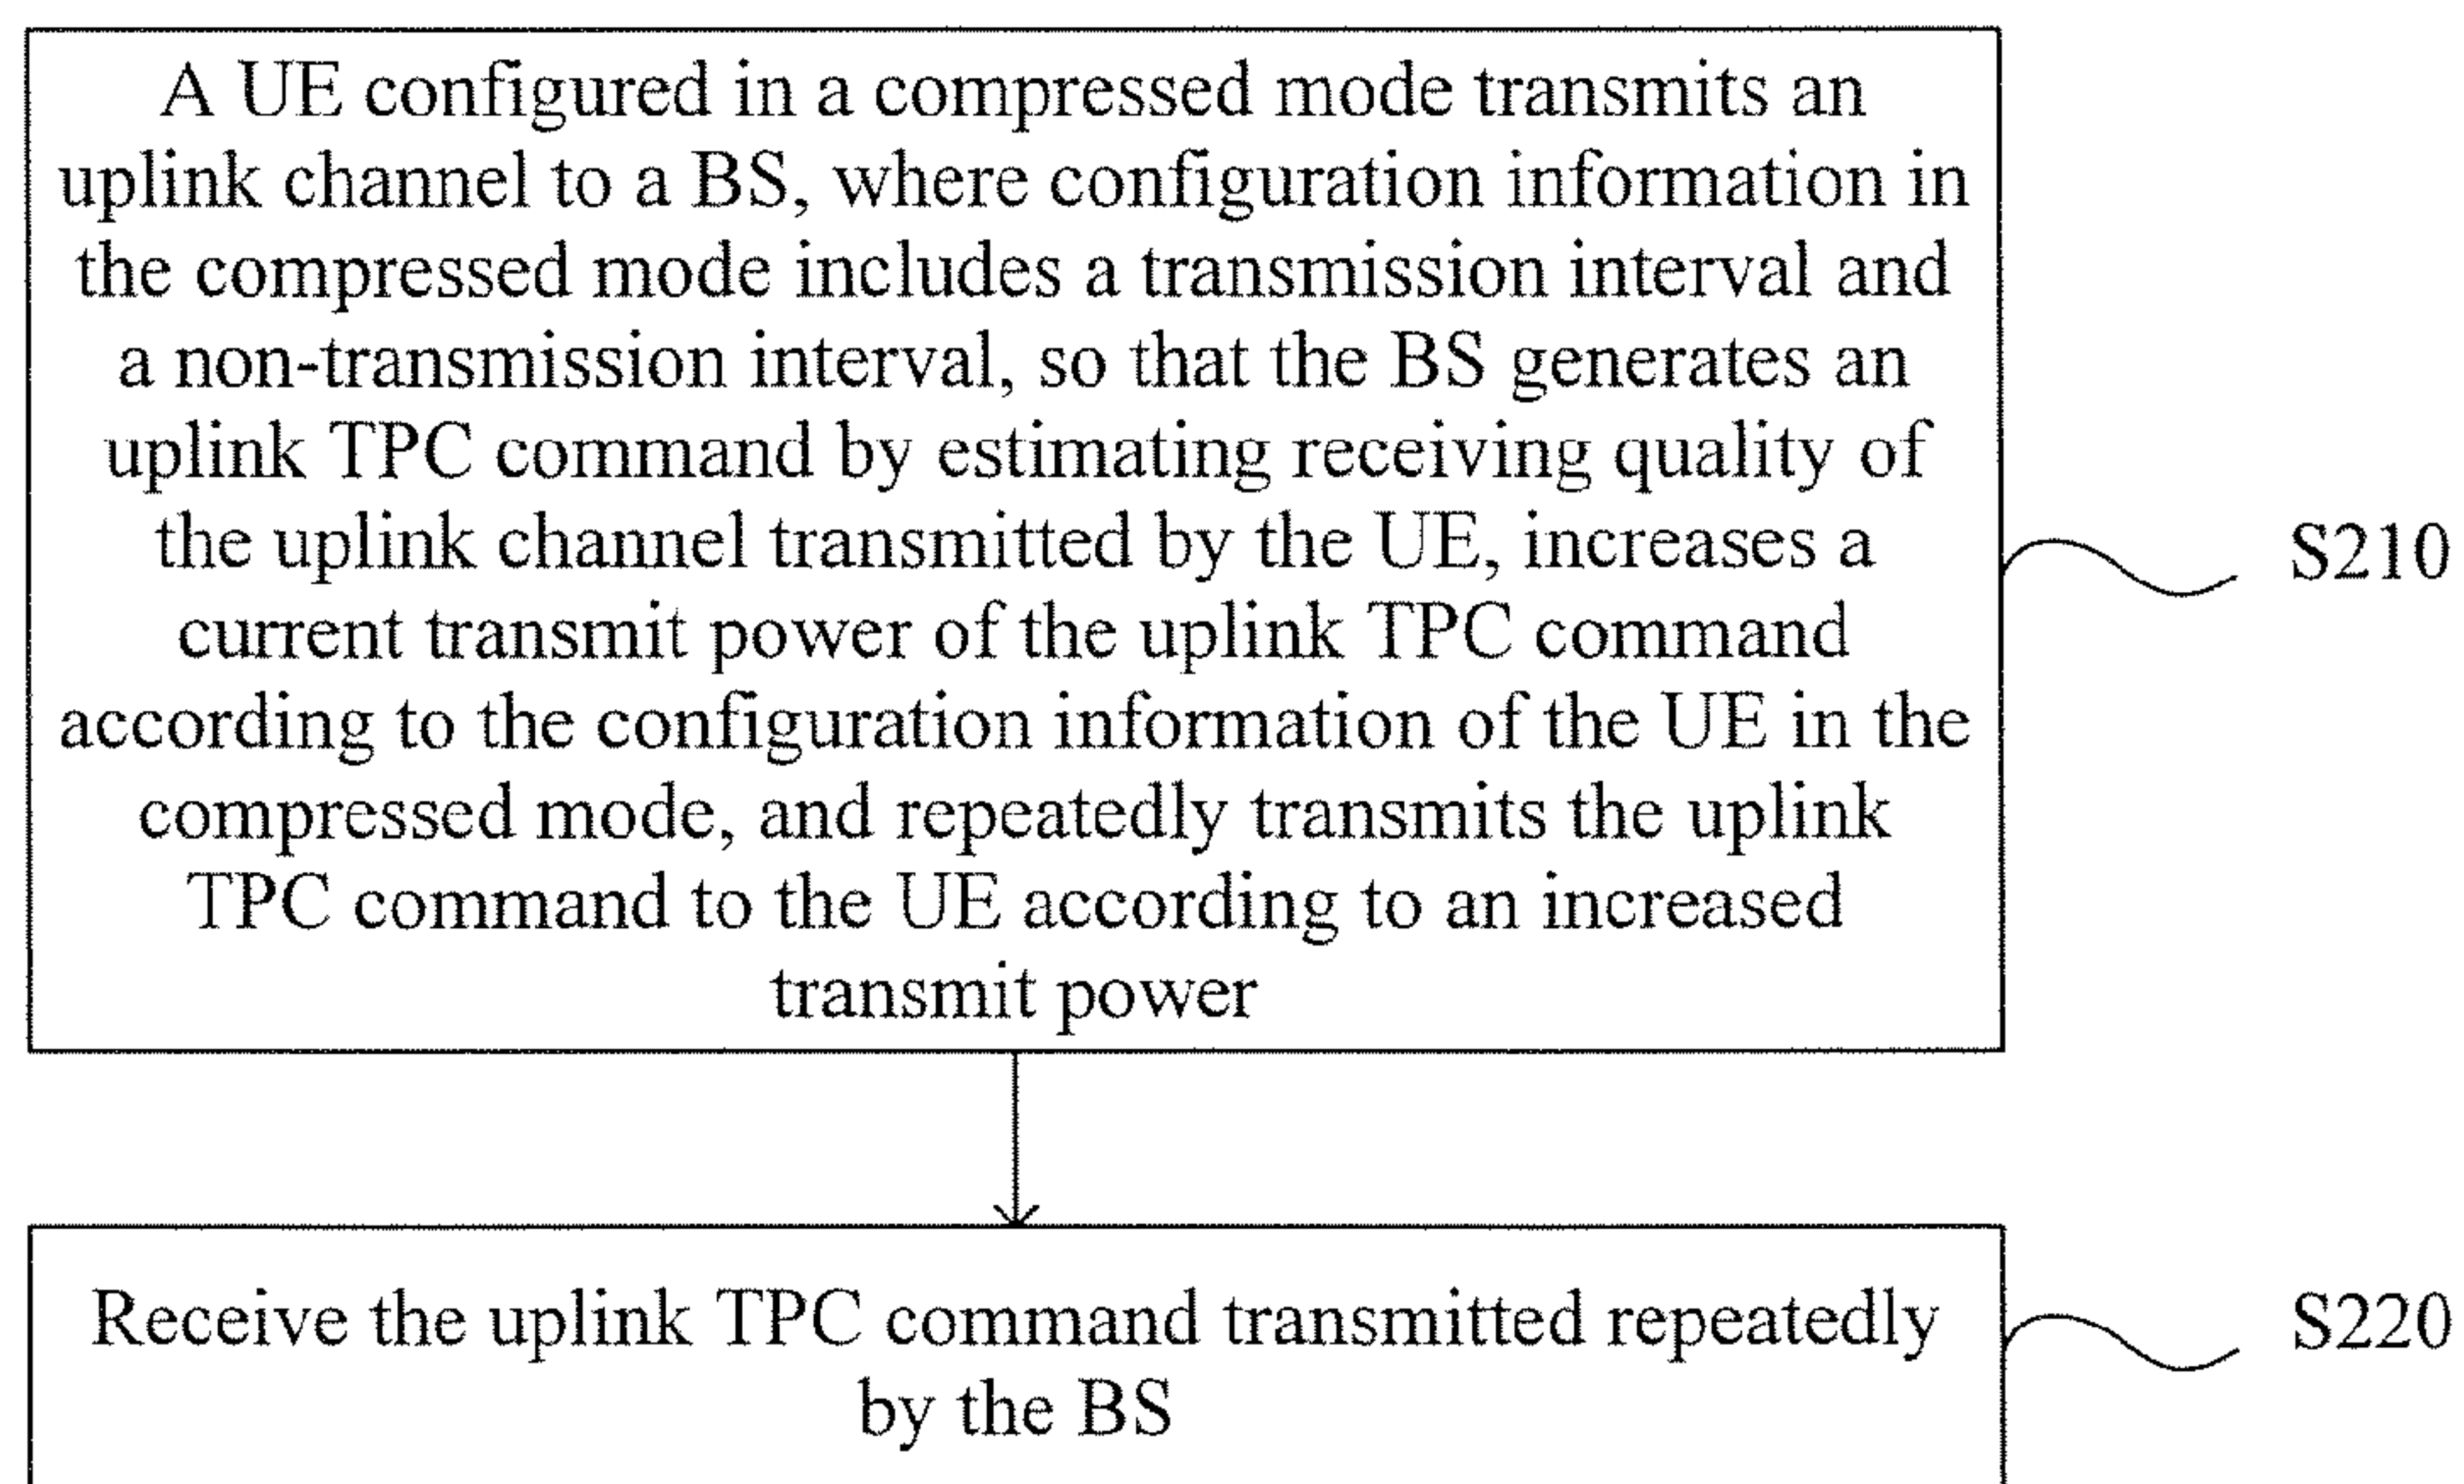 A UE configured in a compressed mode transmits an
uplink channel to a BS, where configuration information in
the compressed mode includes a transmission interval and
a non-transmission interval, so that the BS generates an
uplink TPC command by estimating receiving quality of
the uplink channel transmitted by the UE, increases a
current transmit power of the uplink TPC command
according to the configuration information of the UE in the
compressed mode, and repeatedly transmits the uplink
TPC command to the UE according to an increased
transmit power
S210
Receive the uplink TPC command transmitted repeatedly
by the BS
S220